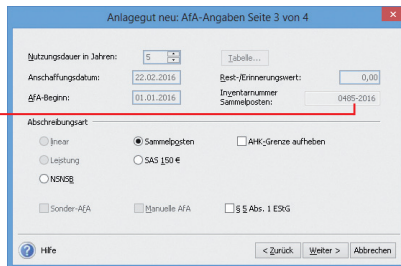 Anlagegut neu: AfA-Angaben Seite 3 von 4
Nutzungsdauer in Jahren: 5 Tabelle...
Anschaffungsdatum: 22.02.2016 Rest-/Erinnerungswert: 0,00
AfA-Beginn: 01.01.2016 Inventarnummer Sammelposten: 0485-2016
Abschreibungsart
linear Sammelposten AHK-Grenze aufheben
Leistung SAS 150 €
NSNSB
Sonder-AfA Manuelle AfA § 5 Abs. 1 EStG
Hilfe < Zurück Weiter > Abbrechen